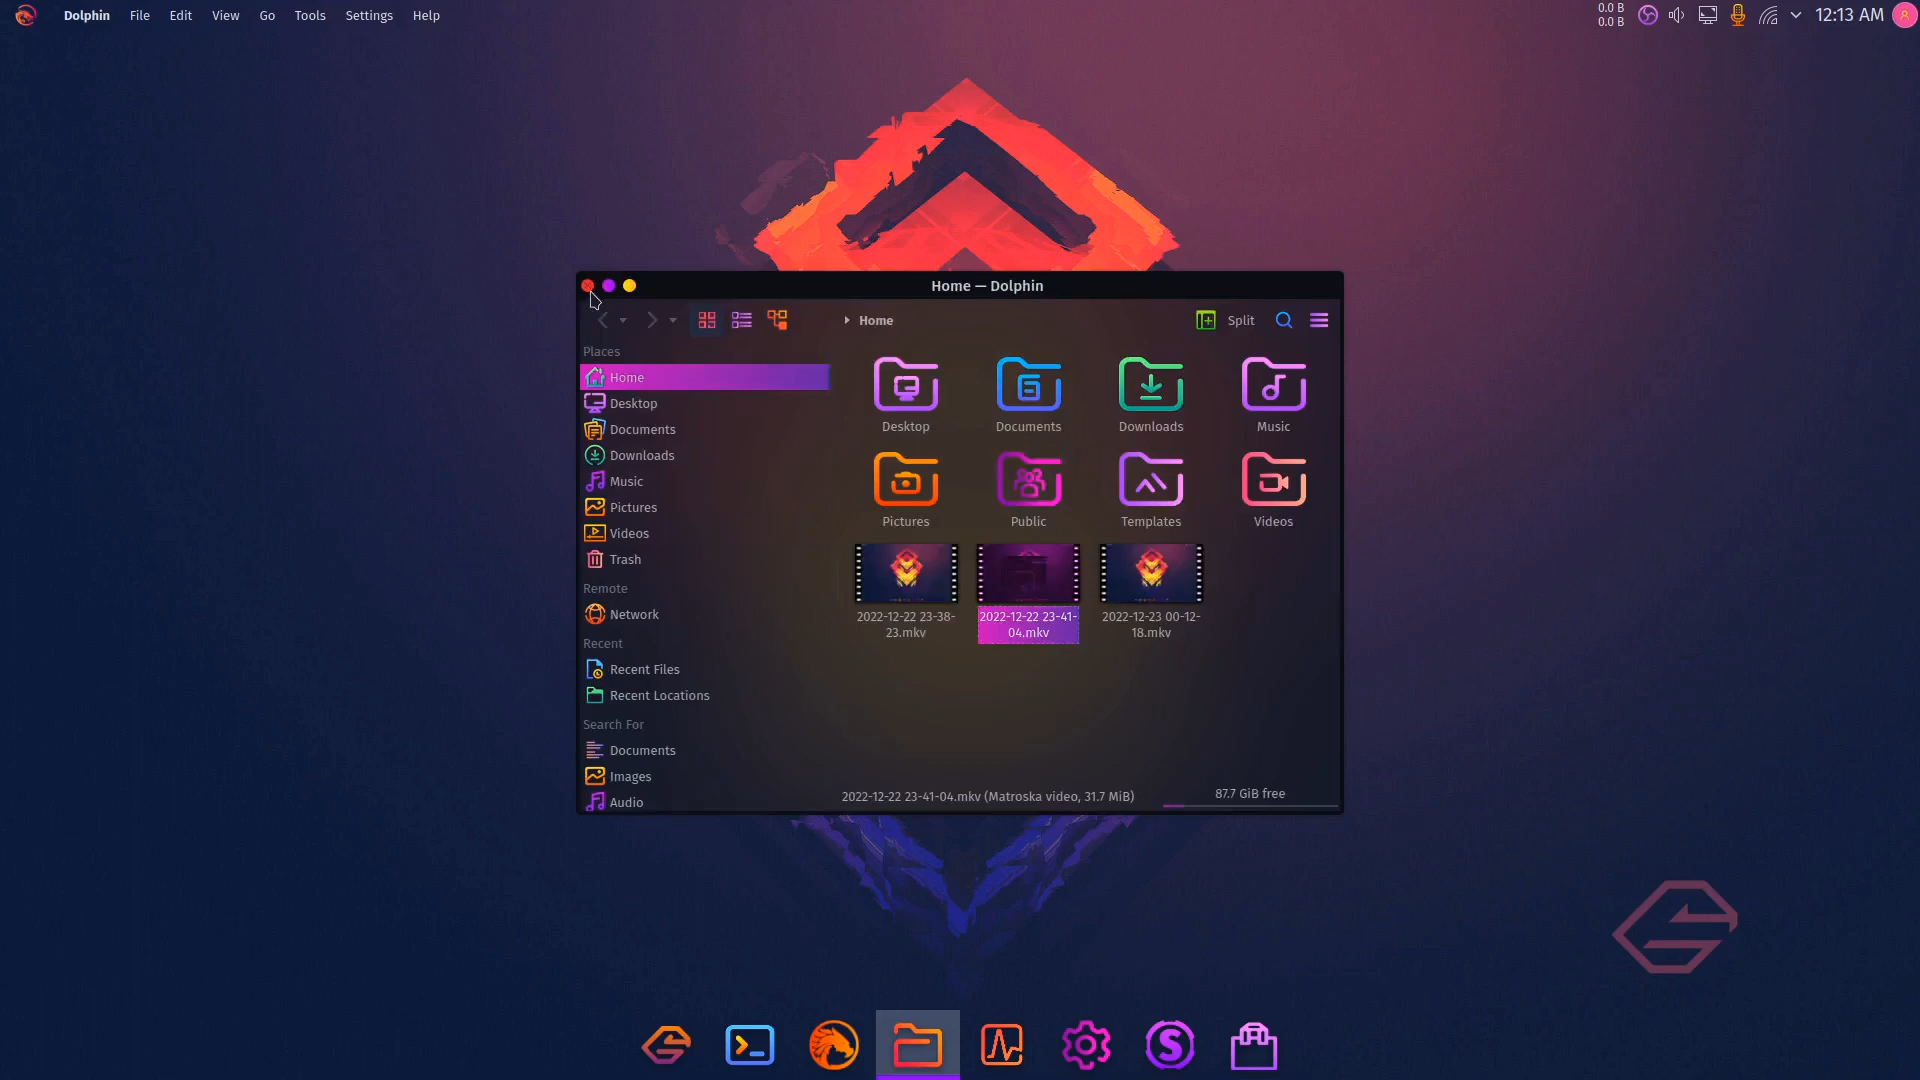 Dolphin File Edit View Go Tools Settings Help
0.0 B
0.0 B
12:13 AM
Home — Dolphin
Home
Split
Places
Home
Desktop
Documents
Downloads
Music
Pictures
Videos
Trash
Remote
Network
Recent
Recent Files
Recent Locations
Search For
Documents
Images
Audio
Desktop Documents Downloads Music
Pictures Public Templates Videos
2022-12-22 23-38-
23.mkv
2022-12-22 23-41-
04.mkv
2022-12-23 00-12-
18.mkv
2022-12-22 23-41-04.mkv (Matroska video, 31.7 MiB)
87.7 GiB free